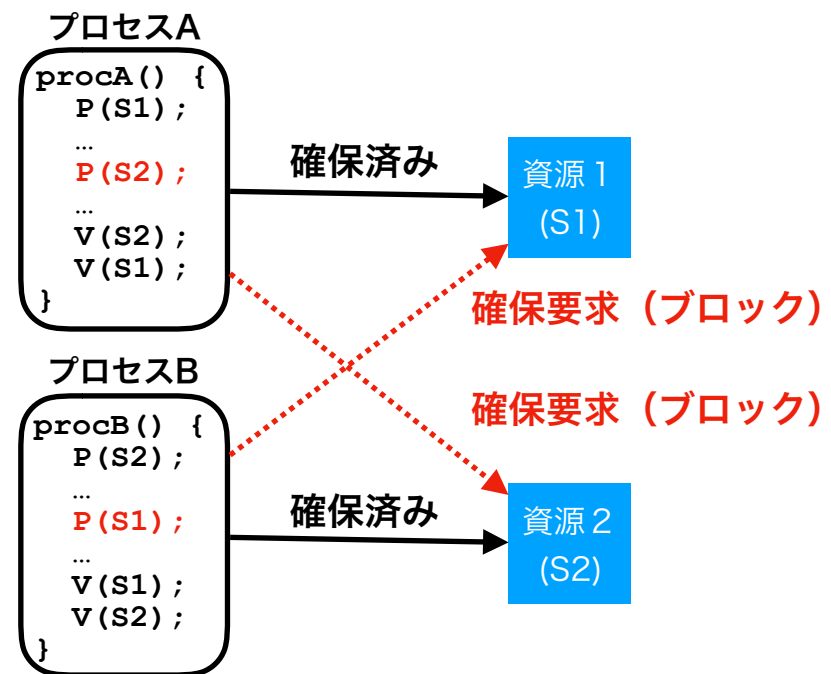 プロセスA
procA() {
P(S1);
…
P(S2);
…
V(S2);
V(S1);
}
確保済み
資源1
(S1)
確保要求（ブロック）
プロセスB
procB() {
P(S2);
…
P(S1);
…
V(S1);
V(S2);
}
確保要求（ブロック）
確保済み
資源2
(S2)